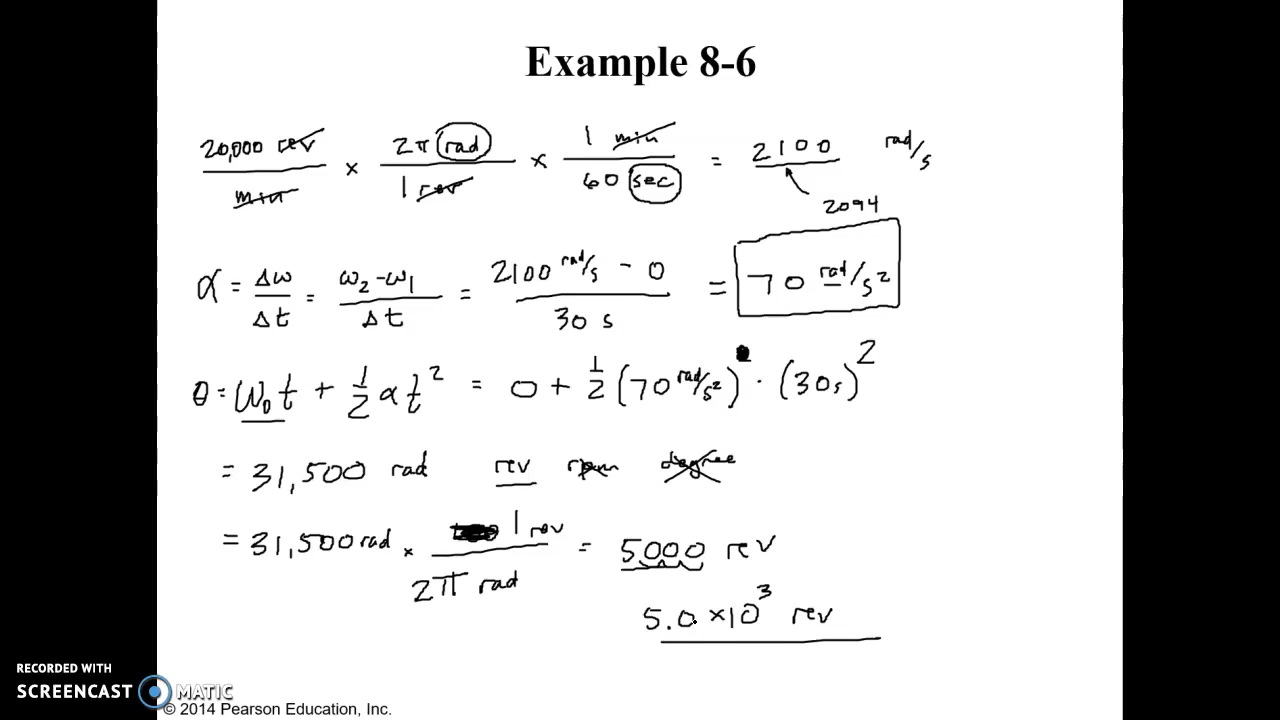 Example 8-6
20,000 rev / min × 2π rad / 1 rev × 1 min / 60 sec = 2100 rad/s
2094
α = Δω / Δt = ω₂ - ω₁ / Δt = 2100 rad/s - 0 / 30 s = 70 rad/s²
θ = ω₀t + 1/2 αt² = 0 + 1/2 (70 rad/s²) · (30s)²
= 31,500 rad rev rpm degree
= 31,500 rad × 1 rev / 2π rad = 5000 rev
5.0 ×10³ rev
RECORDED WITH
SCREENCAST MATIC
© 2014 Pearson Education, Inc.